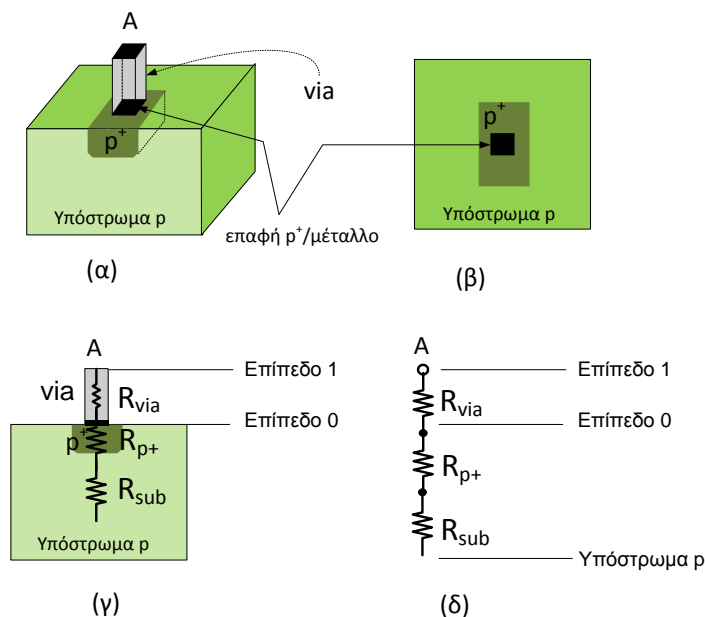 A
via
p+
Υπόστρωμα p
επαφή p+/μέταλλο
(α)
p+
Υπόστρωμα p
(β)
A
via
Rvia
Επίπεδο 1
Επίπεδο 0
p+
Rp+
Rsub
Υπόστρωμα p
(γ)
A
Επίπεδο 1
Rvia
Επίπεδο 0
Rp+
Rsub
Υπόστρωμα p
(δ)